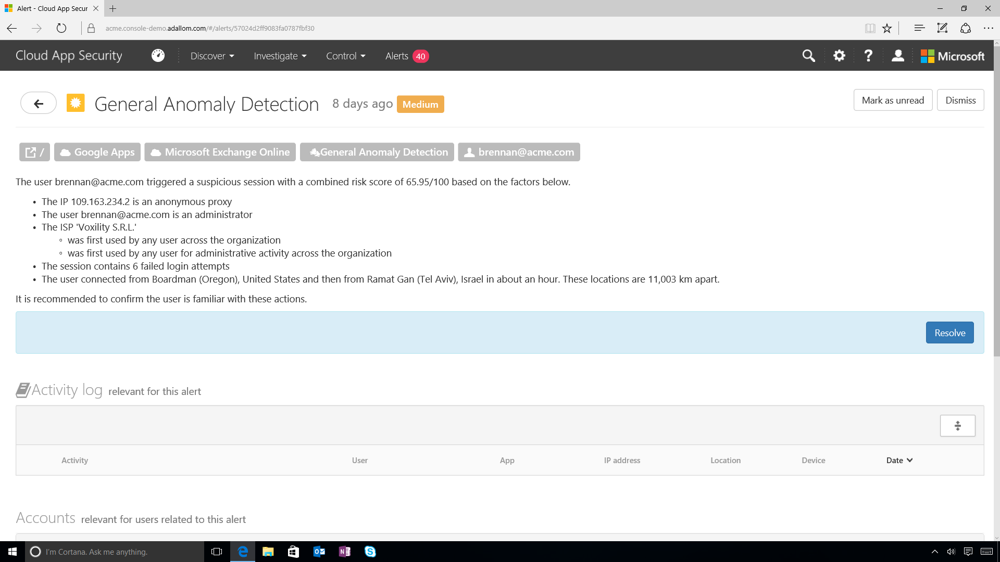 Alert - Cloud App Secur
acme.console-demo.adallom.com/#/alerts/57024d2ff9083fa0787fbf30
Cloud App Security Discover Investigate Control Alerts 40 ? Microsoft
General Anomaly Detection 8 days ago Medium Mark as unread Dismiss
/ Google Apps Microsoft Exchange Online General Anomaly Detection brennan@acme.com
The user brennan@acme.com triggered a suspicious session with a combined risk score of 65.95/100 based on the factors below.
• The IP 109.163.234.2 is an anonymous proxy
• The user brennan@acme.com is an administrator
• The ISP 'Voxility S.R.L.'
◦ was first used by any user across the organization
◦ was first used by any user for administrative activity across the organization
• The session contains 6 failed login attempts
• The user connected from Boardman (Oregon), United States and then from Ramat Gan (Tel Aviv), Israel in about an hour. These locations are 11,003 km apart.
It is recommended to confirm the user is familiar with these actions.
Resolve
Activity log relevant for this alert
Activity User App IP address Location Device Date
Accounts relevant for users related to this alert
I'm Cortana. Ask me anything.